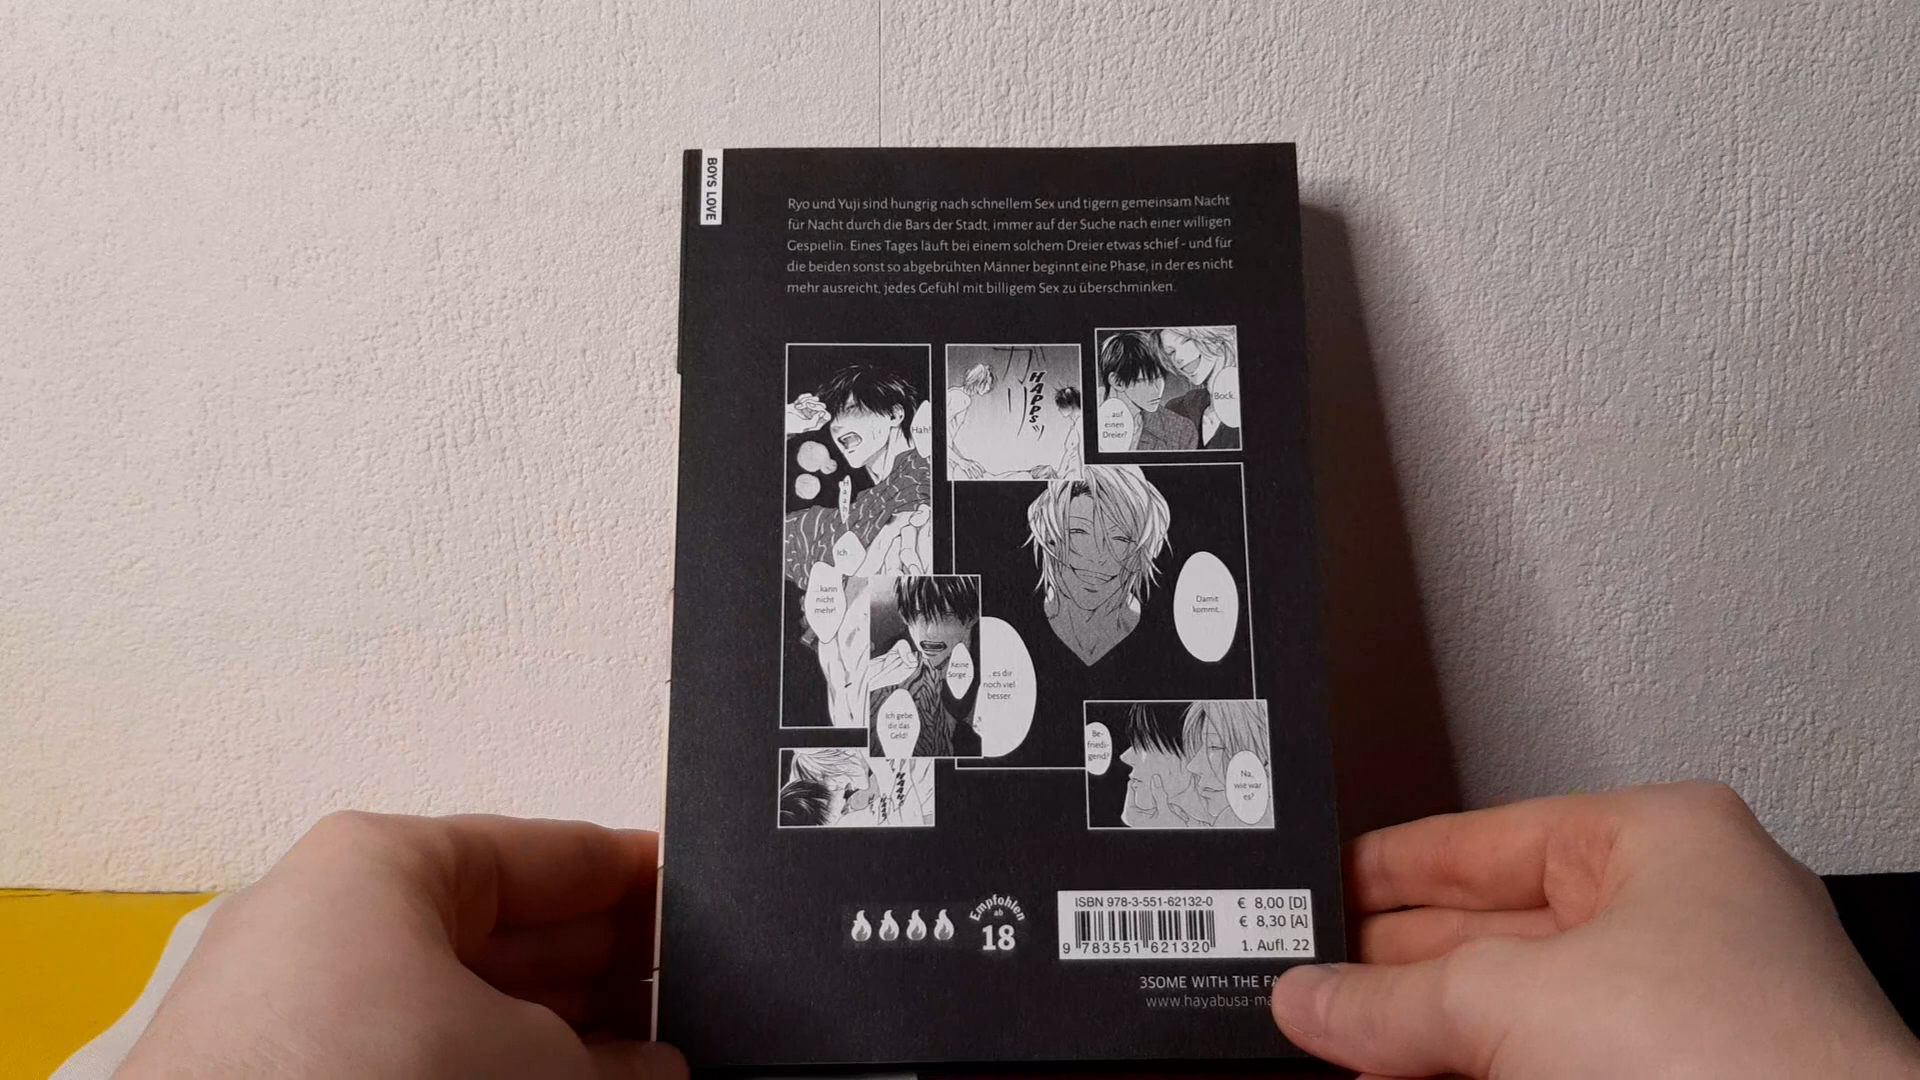 BOYS LOVE
Ryo und Yuji sind hungrig nach schnellem Sex und tigern gemeinsam Nacht
für Nacht durch die Bars der Stadt, immer auf der Suche nach einer willigen
Gespielin. Eines Tages läuft bei einem solchem Dreier etwas schief - und für
die beiden sonst so abgebrühten Männer beginnt eine Phase, in der es nicht
mehr ausreicht, jedes Gefühl mit billigem Sex zu überschminken.
Bock..
...auf
einen
Dreier?
HAPPS
ガリッ
Hah!
Haah
Ich...
...kann
nicht
mehr!
Damit
kommt...
Keine
Sorge...
...es dir
noch viel
besser.
Ich gebe
dir das
Geld!
HAAH
Be-
friedi-
gend?
Na,
wie war
es?
Empfohlen
ab
18
ISBN 978-3-551-62132-0
€ 8,00 [D]
€ 8,30 [A]
9 783551 621320
1. Aufl. 22
3SOME WITH THE
www.hayabusa-